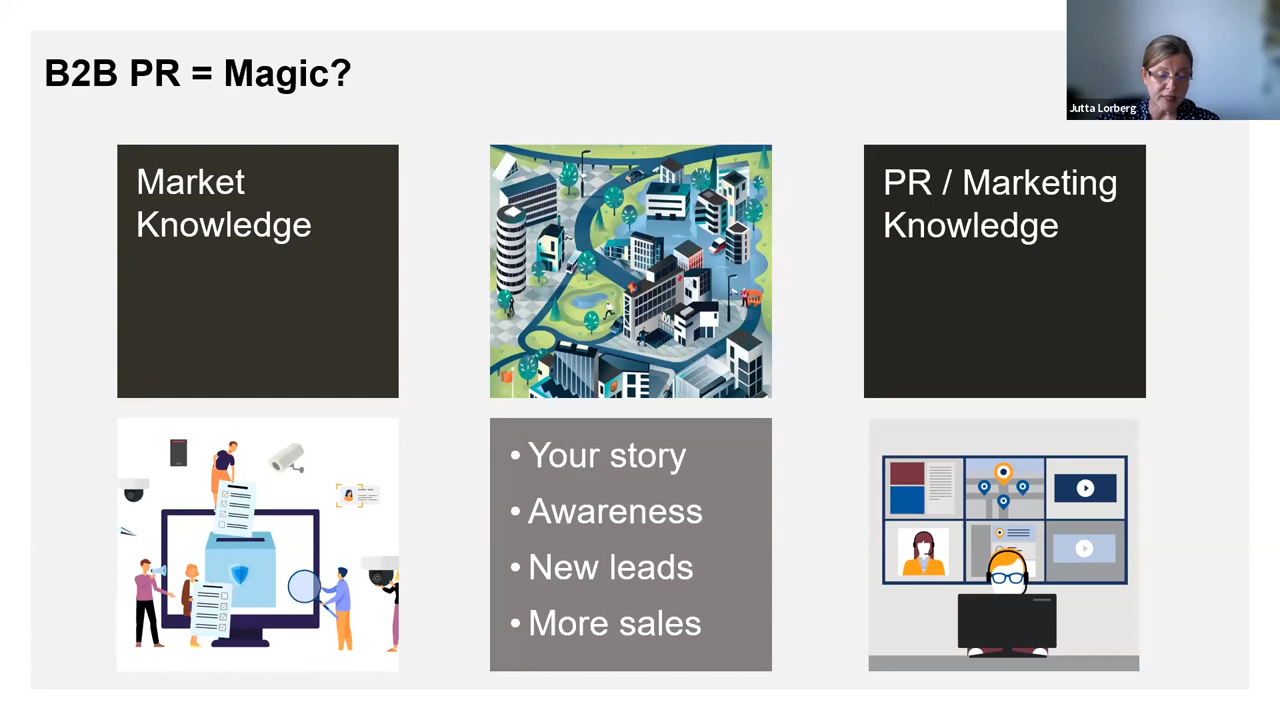 B2B PR = Magic?
Jutta Lorberg
Market
Knowledge
PR / Marketing
Knowledge
• Your story
• Awareness
• New leads
• More sales